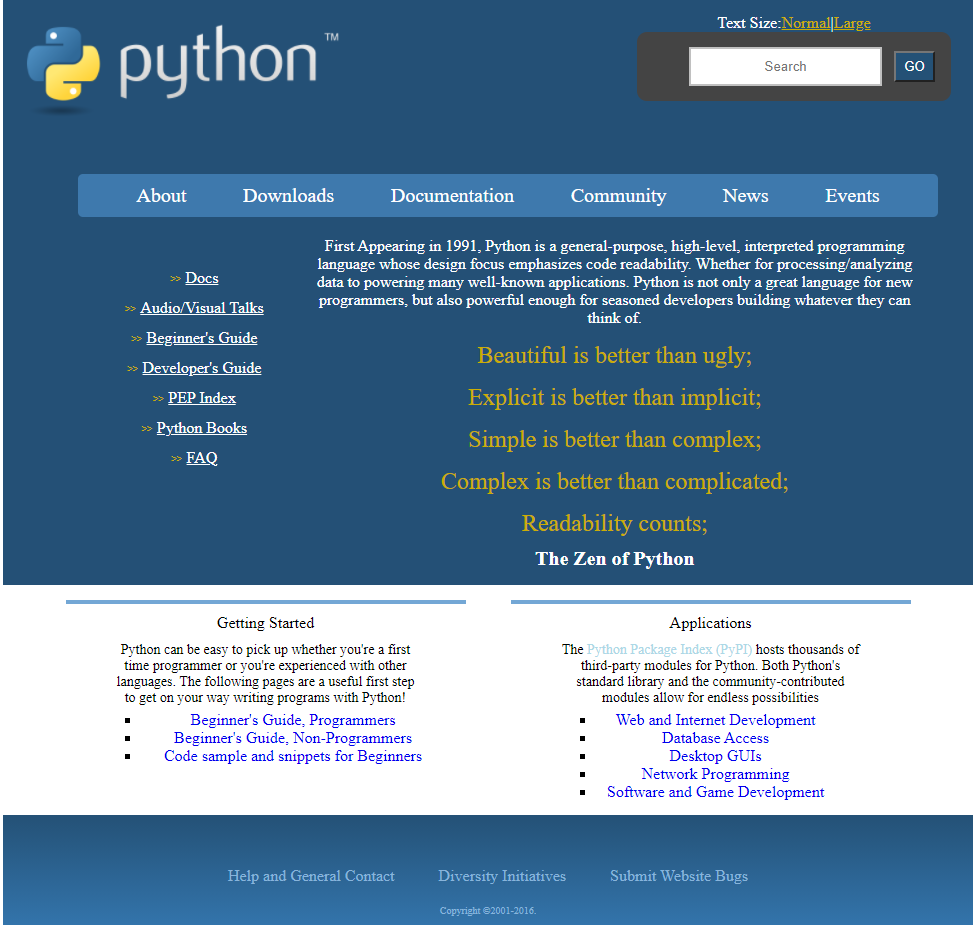 python™
Text Size:Normal|Large
Search
GO
About Downloads Documentation Community News Events
>> Docs
>> Audio/Visual Talks
>> Beginner's Guide
>> Developer's Guide
>> PEP Index
>> Python Books
>> FAQ
First Appearing in 1991, Python is a general-purpose, high-level, interpreted programming
language whose design focus emphasizes code readability. Whether for processing/analyzing
data to powering many well-known applications. Python is not only a great language for new
programmers, but also powerful enough for seasoned developers building whatever they can
think of.
Beautiful is better than ugly;
Explicit is better than implicit;
Simple is better than complex;
Complex is better than complicated;
Readability counts;
The Zen of Python
Getting Started
Python can be easy to pick up whether you're a first
time programmer or you're experienced with other
languages. The following pages are a useful first step
to get on your way writing programs with Python!
Beginner's Guide, Programmers
Beginner's Guide, Non-Programmers
Code sample and snippets for Beginners
Applications
The Python Package Index (PyPI) hosts thousands of
third-party modules for Python. Both Python's
standard library and the community-contributed
modules allow for endless possibilities
Web and Internet Development
Database Access
Desktop GUIs
Network Programming
Software and Game Development
Help and General Contact Diversity Initiatives Submit Website Bugs
Copyright ©2001-2016.